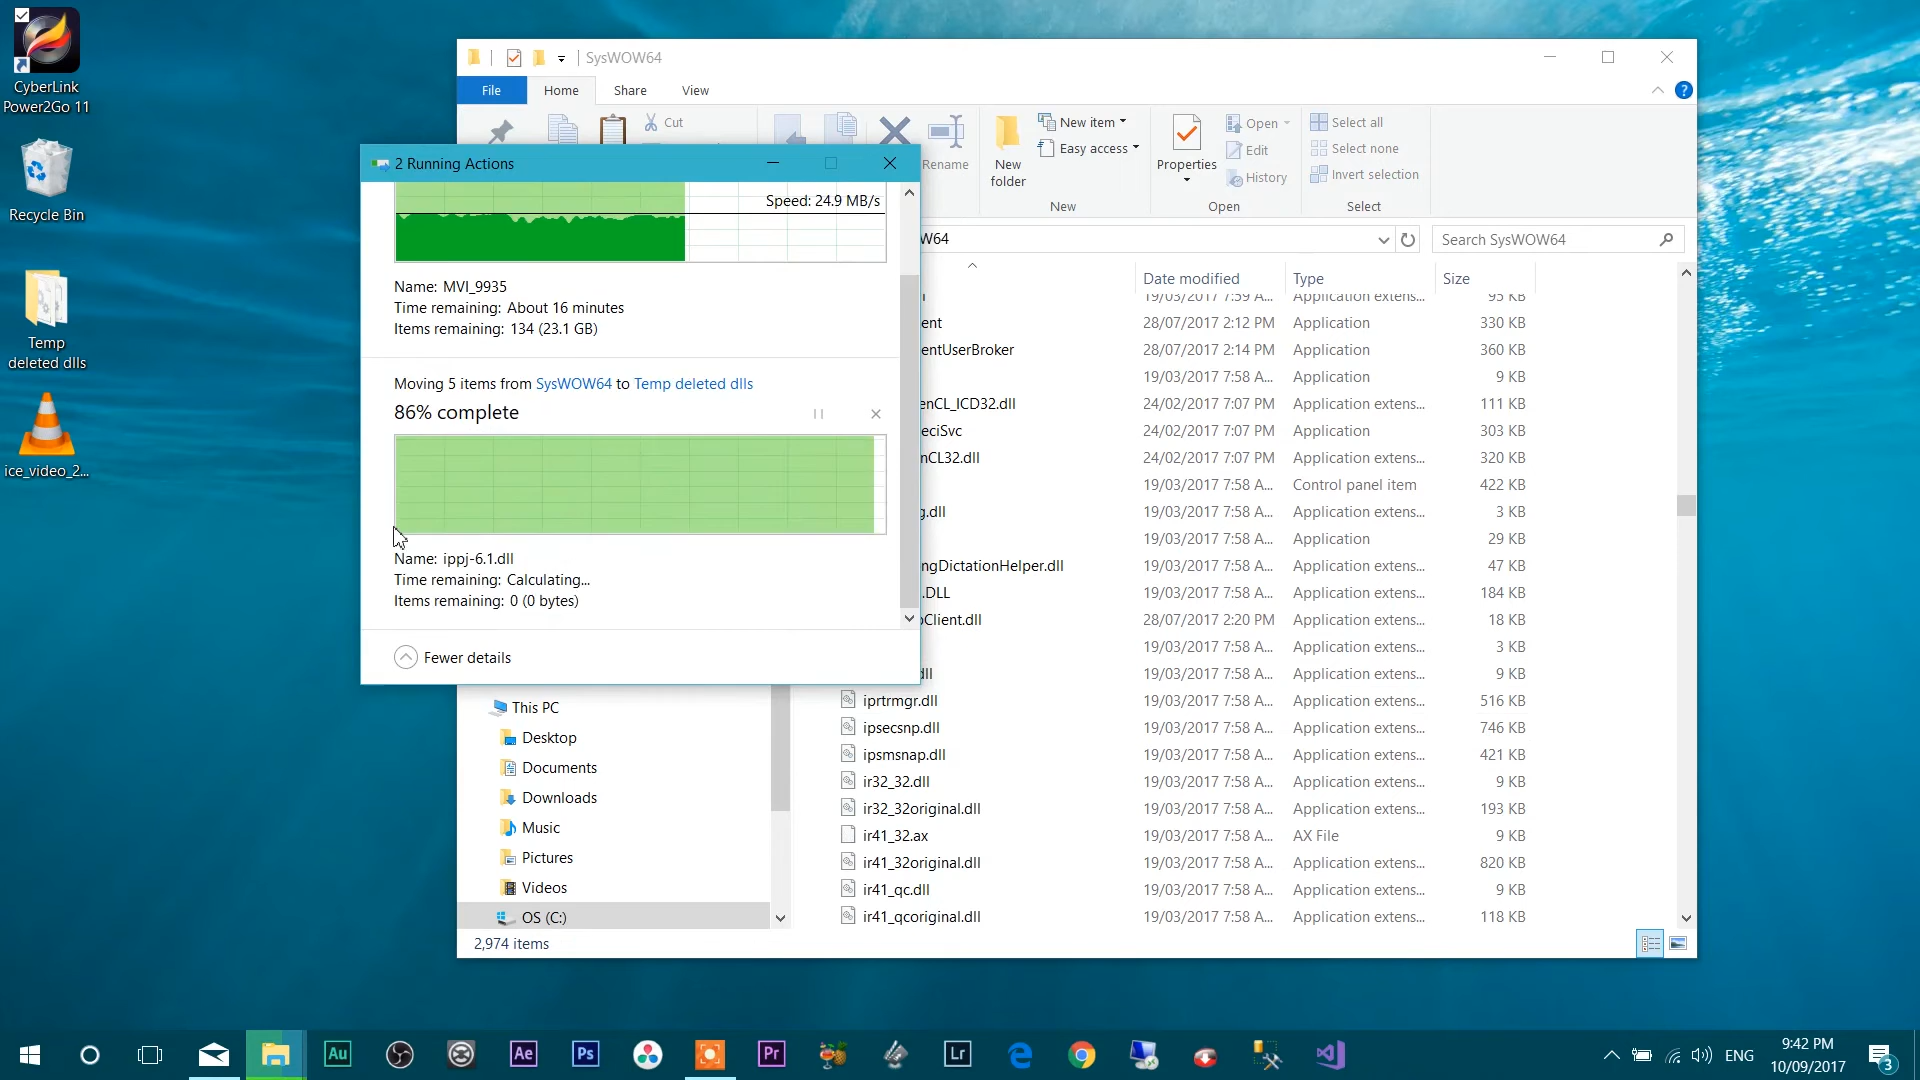 CyberLink
Power2Go 11
Recycle Bin
Temp
deleted dlls
ice_video_2...
SysWOW64
File
Home
Share
View
Cut
Rename
New
folder
New item
Easy access
New
Properties
Open
Edit
History
Open
Select all
Select none
Invert selection
Select
2 Running Actions
Speed: 24.9 MB/s
Name: MVI_9935
Time remaining: About 16 minutes
Items remaining: 134 (23.1 GB)
Moving 5 items from SysWOW64 to Temp deleted dlls
86% complete
Name: ippj-6.1.dll
Time remaining: Calculating...
Items remaining: 0 (0 bytes)
Fewer details
W64
Search SysWOW64
Date modified Type Size
19/03/2017 7:59 A... Application extens... 95 KB
ent 28/07/2017 2:12 PM Application 330 KB
entUserBroker 28/07/2017 2:14 PM Application 360 KB
19/03/2017 7:58 A... Application 9 KB
enCL_ICD32.dll 24/02/2017 7:07 PM Application extens... 111 KB
eciSvc 24/02/2017 7:07 PM Application 303 KB
nCL32.dll 24/02/2017 7:07 PM Application extens... 320 KB
19/03/2017 7:58 A... Control panel item 422 KB
g.dll 19/03/2017 7:58 A... Application extens... 3 KB
19/03/2017 7:58 A... Application 29 KB
ngDictationHelper.dll 19/03/2017 7:58 A... Application extens... 47 KB
.DLL 19/03/2017 7:58 A... Application extens... 184 KB
oClient.dll 28/07/2017 2:20 PM Application extens... 18 KB
19/03/2017 7:58 A... Application extens... 3 KB
dll 19/03/2017 7:58 A... Application extens... 9 KB
iprtrmgr.dll 19/03/2017 7:58 A... Application extens... 516 KB
ipsecsnp.dll 19/03/2017 7:58 A... Application extens... 746 KB
ipsmsnap.dll 19/03/2017 7:58 A... Application extens... 421 KB
ir32_32.dll 19/03/2017 7:58 A... Application extens... 9 KB
ir32_32original.dll 19/03/2017 7:58 A... Application extens... 193 KB
ir41_32.ax 19/03/2017 7:58 A... AX File 9 KB
ir41_32original.dll 19/03/2017 7:58 A... Application extens... 820 KB
ir41_qc.dll 19/03/2017 7:58 A... Application extens... 9 KB
ir41_qcoriginal.dll 19/03/2017 7:58 A... Application extens... 118 KB
This PC
Desktop
Documents
Downloads
Music
Pictures
Videos
OS (C:)
2,974 items
Au
Ae
Ps
Pr
Lr
ENG
9:42 PM
10/09/2017
3